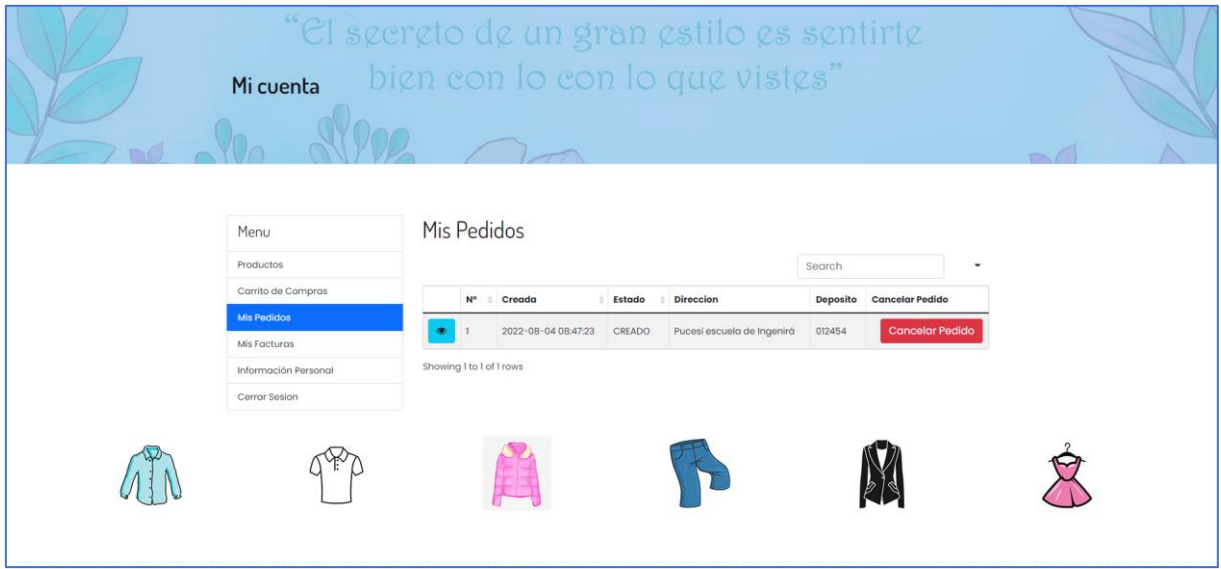 “El secreto de un gran estilo es sentirte
bien con lo con lo que vistes”
Mi cuenta
Menu
Productos
Carrito de Compras
Mis Pedidos
Mis Facturas
Información Personal
Cerrar Sesion
Mis Pedidos
Search
Nº Creada Estado Direccion Deposito Cancelar Pedido
1 2022-08-04 08:47:23 CREADO Pucesi escuela de Ingenirá 012454 Cancelar Pedido
Showing 1 to 1 of 1 rows